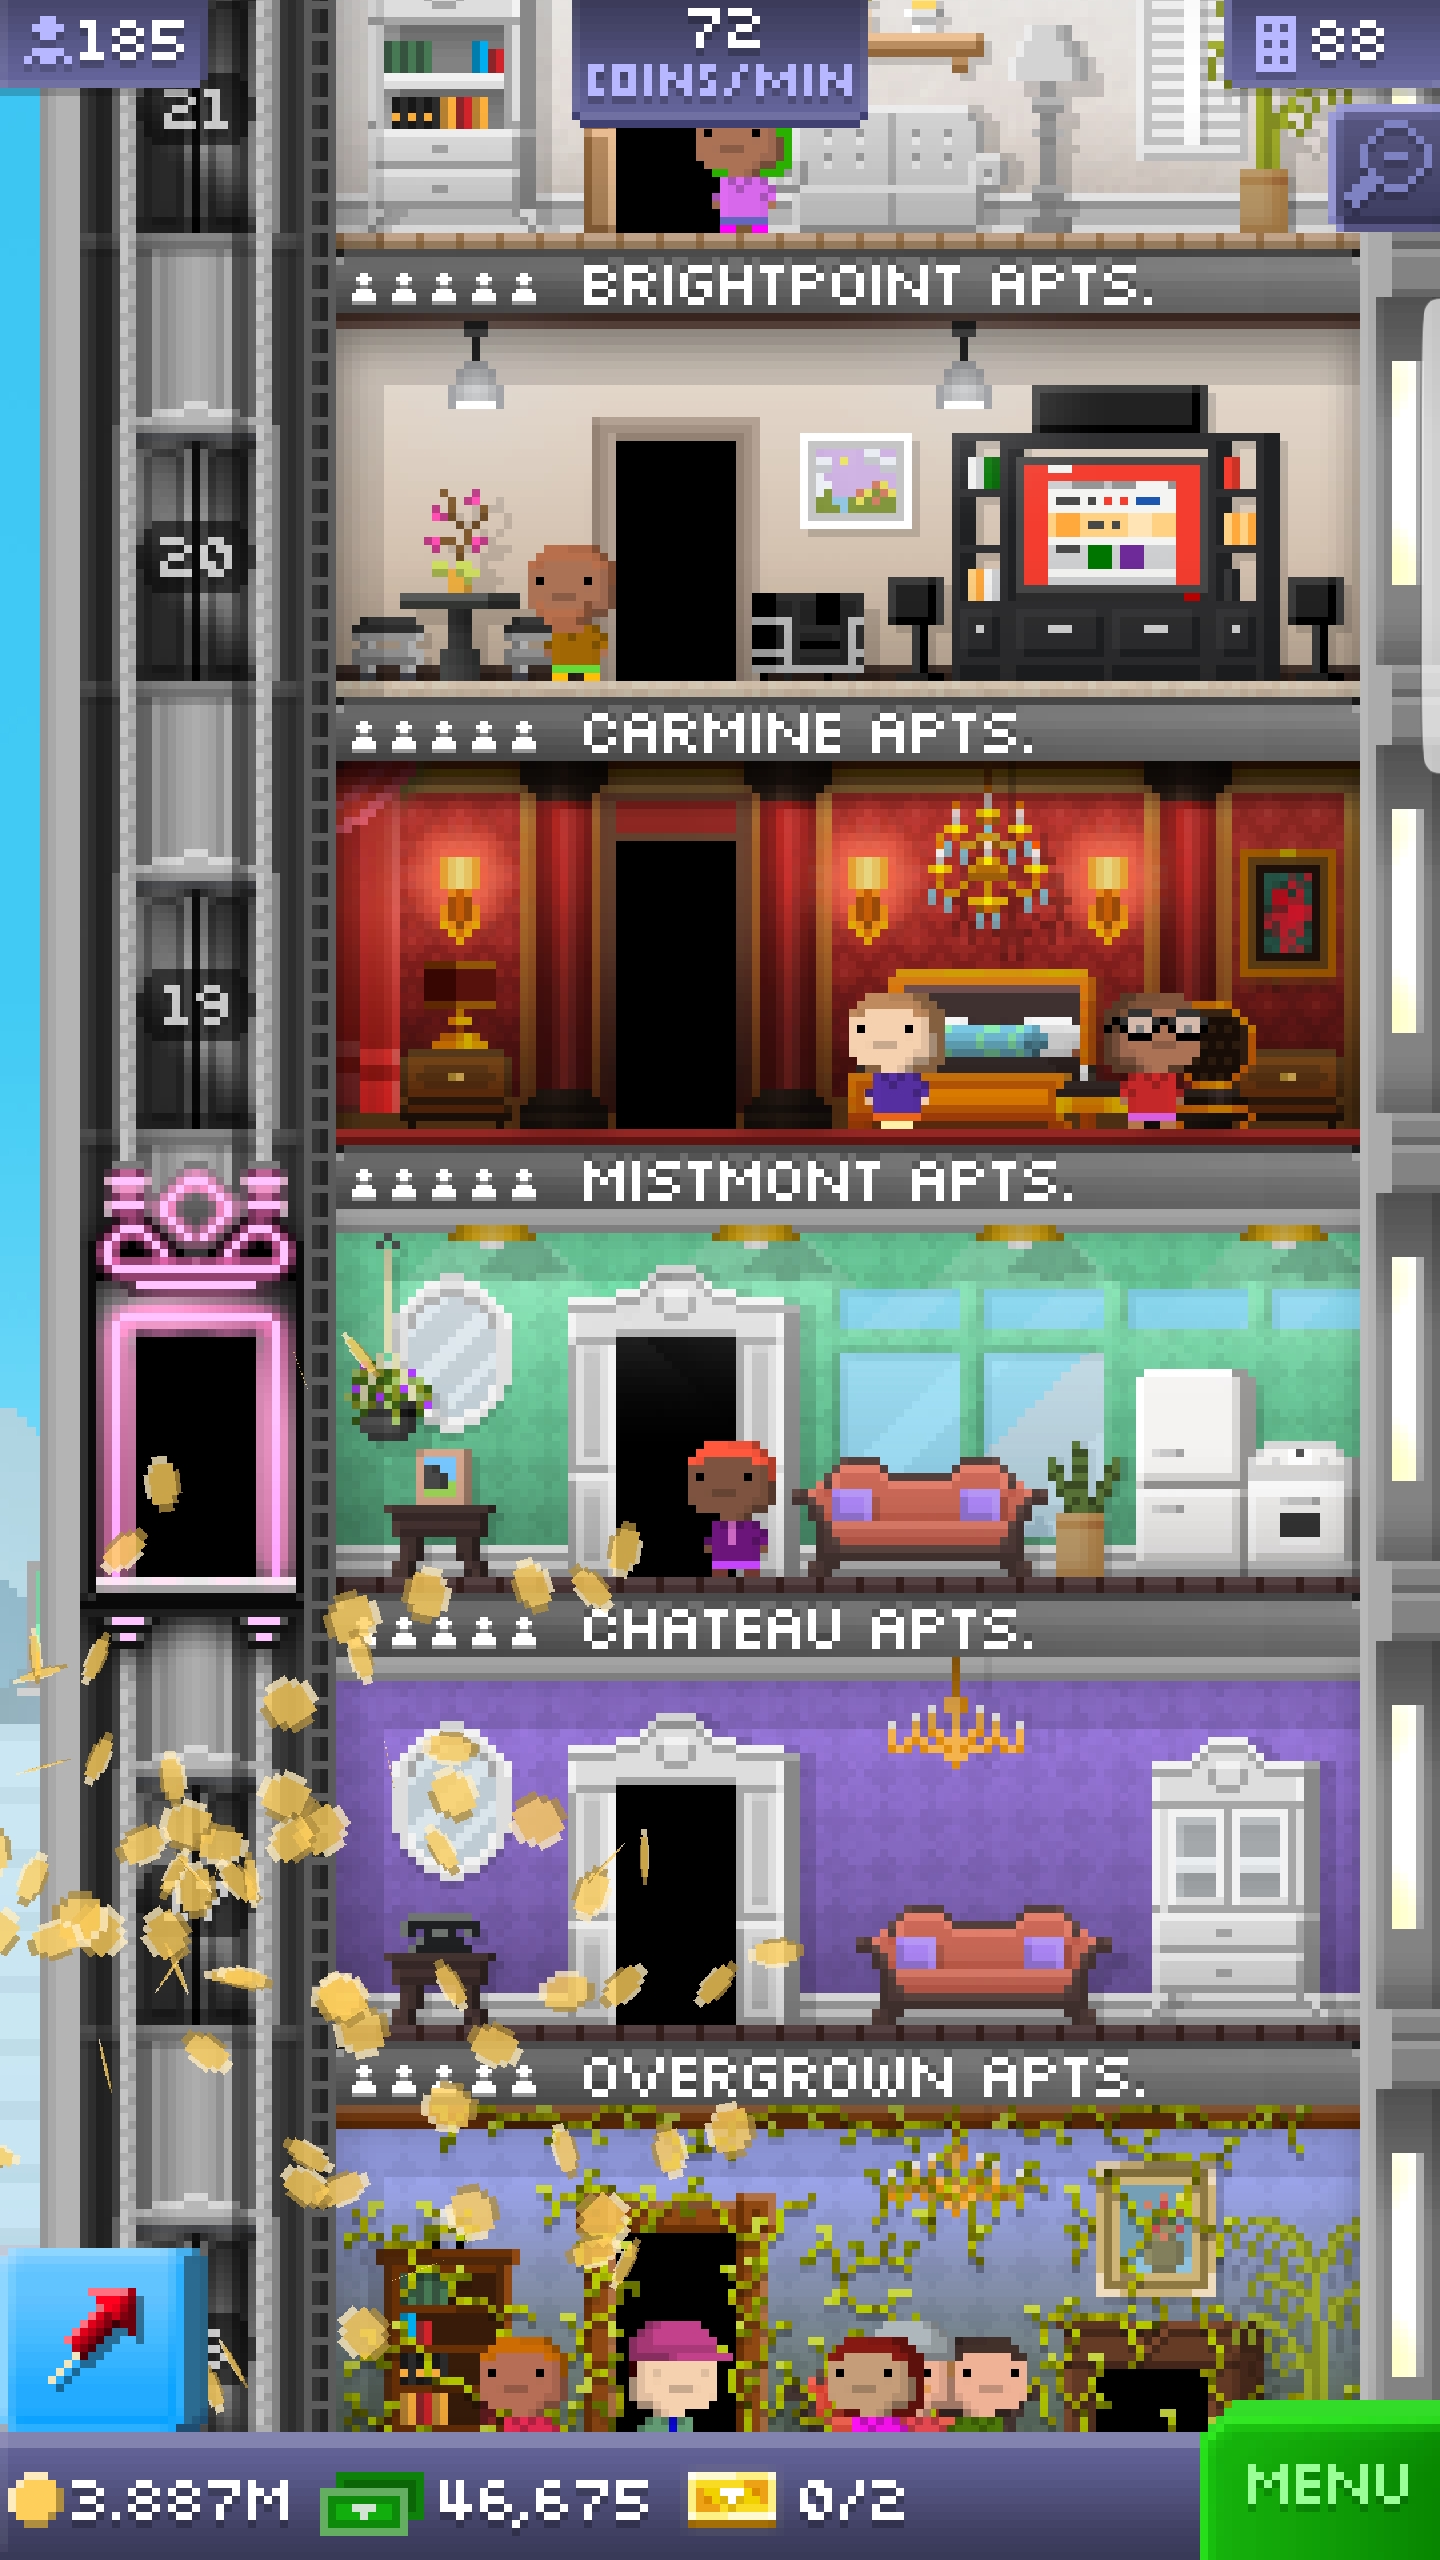 185
72
COINS/MIN
88
21
BRIGHTPOINT APTS.
20
CARMINE APTS.
19
MISTMONT APTS.
CHATEAU APTS.
OVERGROWN APTS.
3.887M
46,675
0/2
MENU